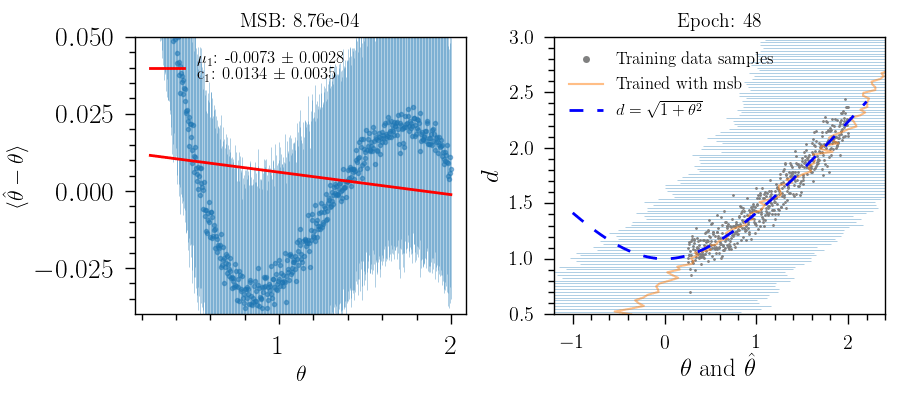 MSB: 8.76e-04
μ₁: -0.0073 ± 0.0028
c₁: 0.0134 ± 0.0035
0.050
0.025
0.000
−0.025
⟨θ̂ − θ⟩
1
2
θ
Epoch: 48
Training data samples
Trained with msb
d = √1 + θ²
3.0
2.5
2.0
1.5
1.0
0.5
d
−1
0
1
2
θ and θ̂